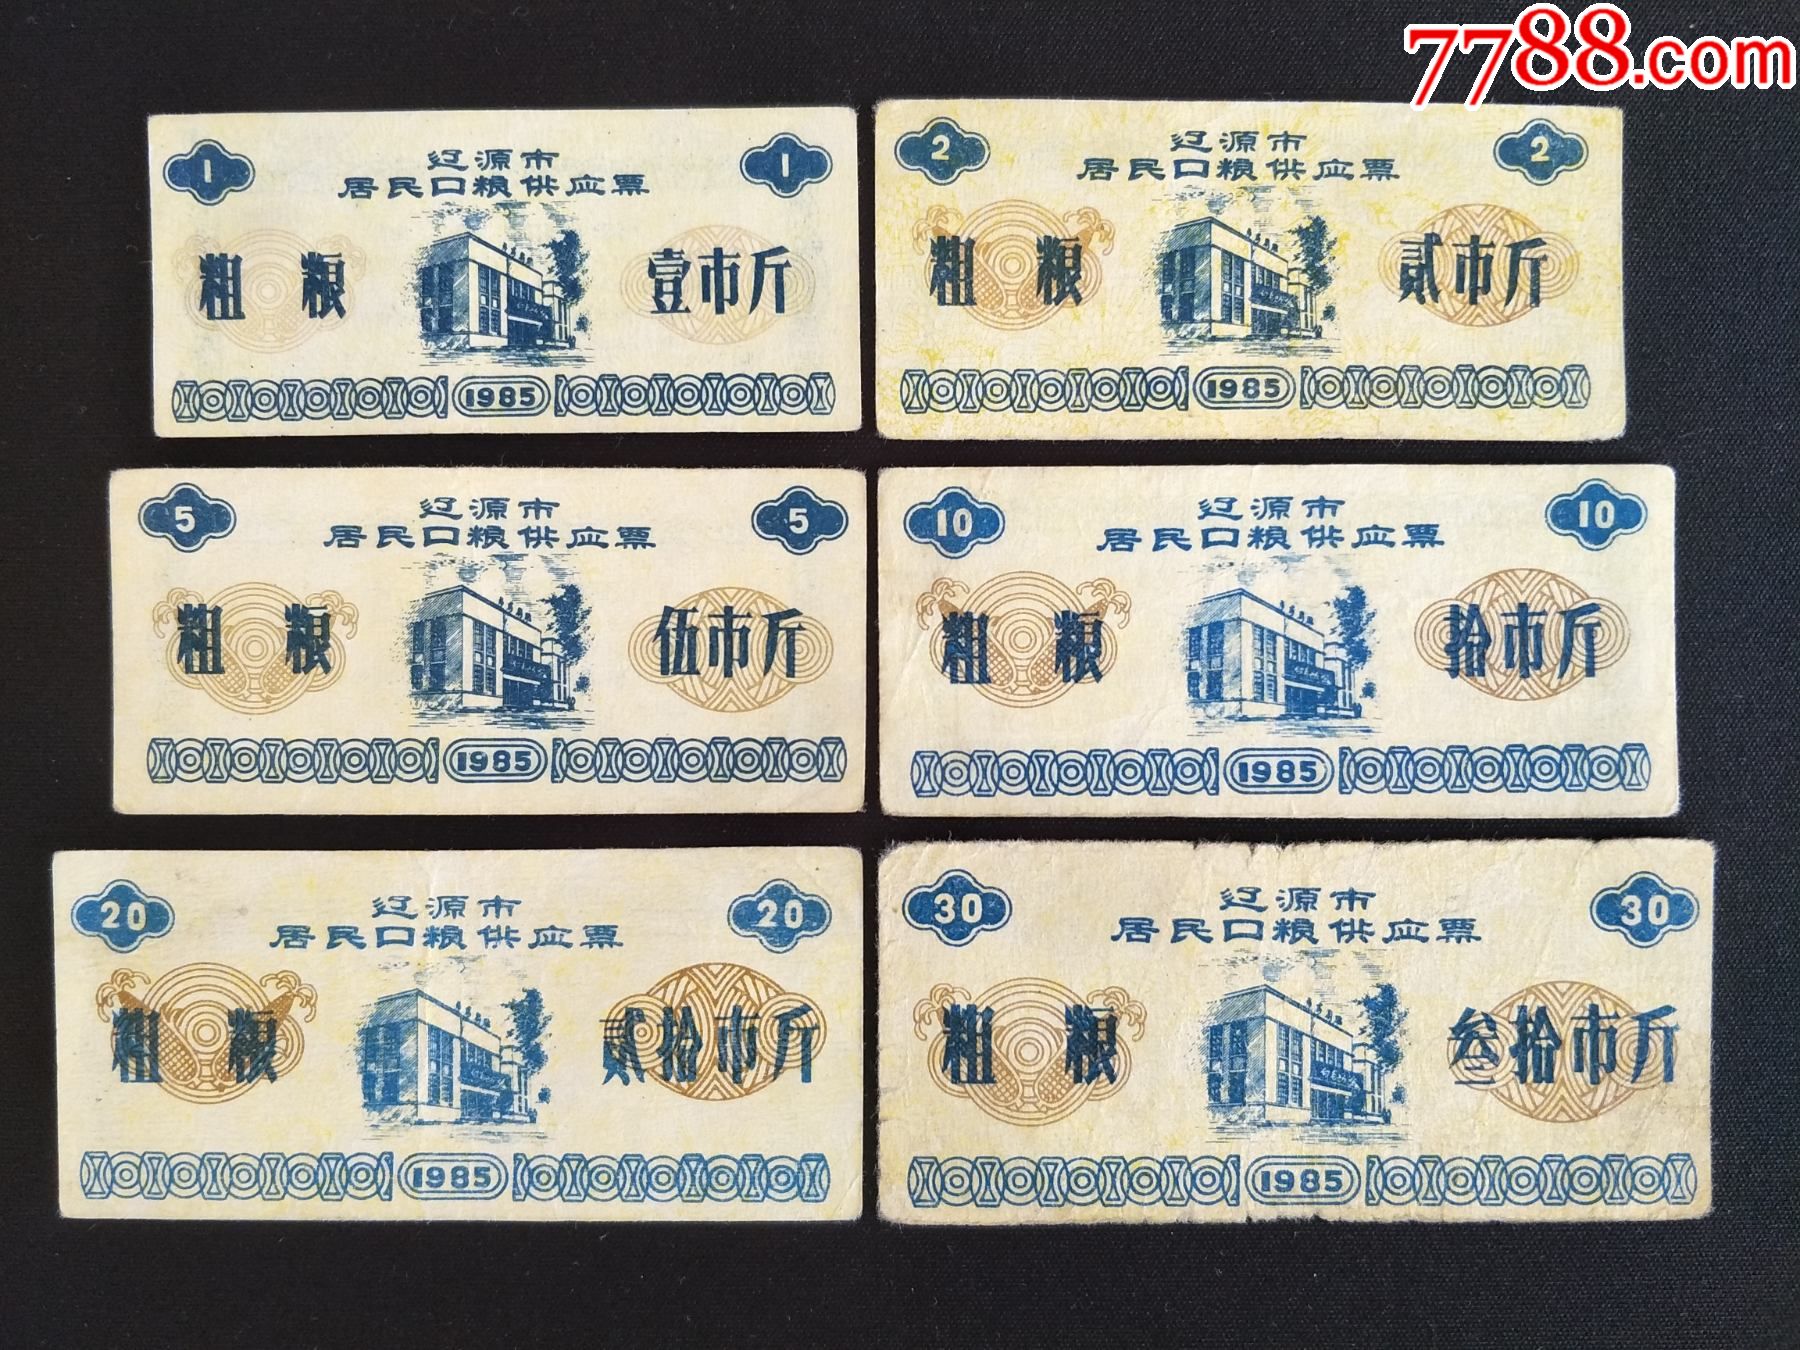 7788.com
1
辽源市
1
居民口粮供应票
粗粮
壹市斤
1985
2
辽源市
2
居民口粮供应票
粗粮
贰市斤
1985
5
辽源市
5
居民口粮供应票
粗粮
伍市斤
1985
10
辽源市
10
居民口粮供应票
粗粮
拾市斤
1985
20
辽源市
20
居民口粮供应票
粗粮
贰拾市斤
1985
30
辽源市
30
居民口粮供应票
粗粮
叁拾市斤
1985